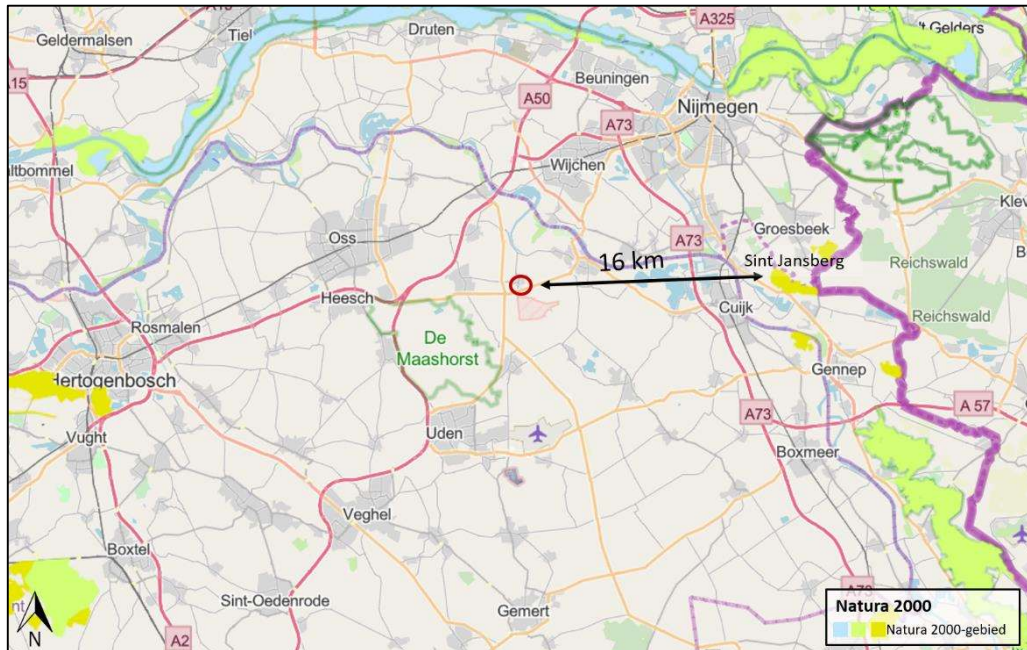 A325
t Gelders
Geldermalsen
Tiel
Druten
A15
Beuningen
A50
Nijmegen
A73
altbommel
Wijchen
Klev
Groesbeek
Oss
A73
16 km
Sint Jansberg
Reichswald
Heesch
Rosmalen
Cuijk
Reichswald
De
Maashorst
Hertogenbosch
Gennep
A 57
A73
Vught
Uden
Boxmeer
Veghel
Boxtel
Sint-Oedenrode
Gemert
A73
A2
N
Natura 2000
Natura 2000-gebied